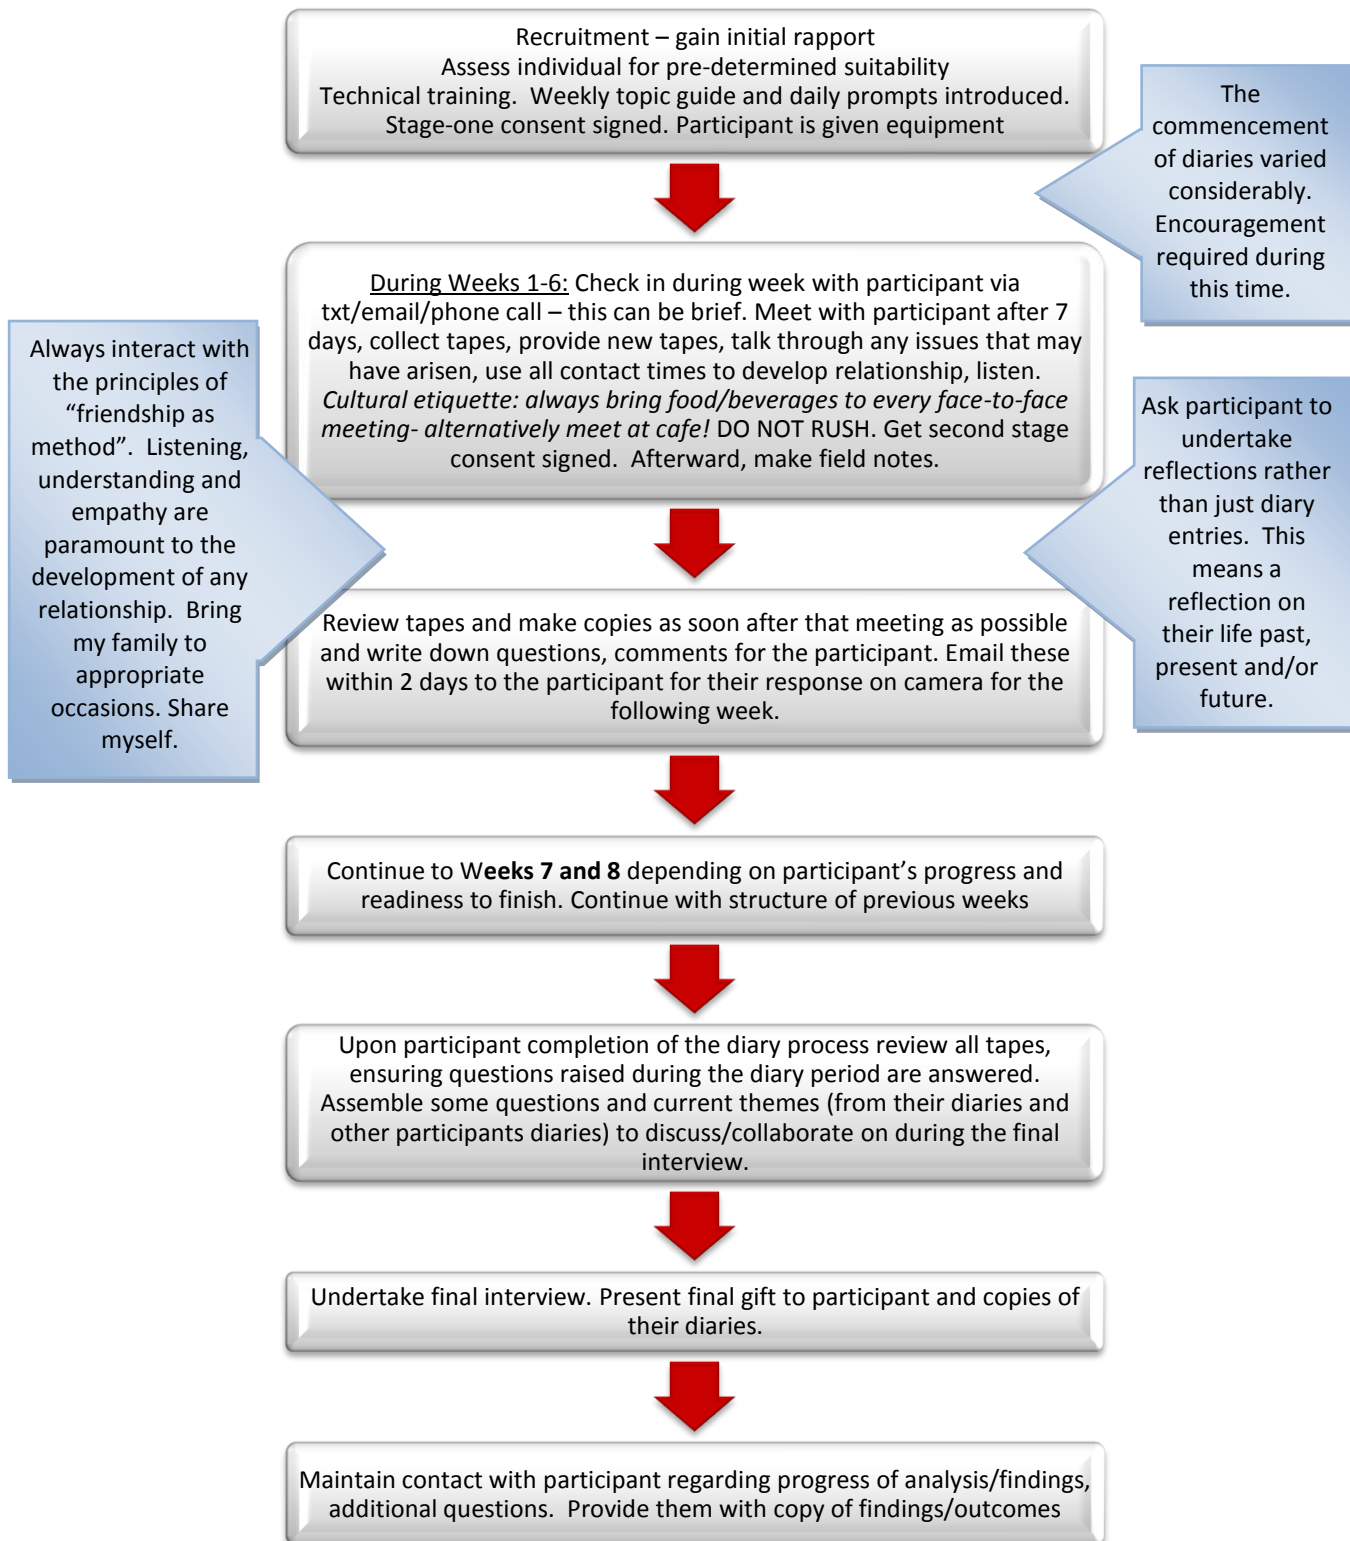 Recruitment – gain initial rapport
Assess individual for pre-determined suitability
Technical training.  Weekly topic guide and daily prompts introduced.
Stage-one consent signed. Participant is given equipment
The
commencement
of diaries varied
considerably.
Encouragement
required during
this time.
During Weeks 1-6: Check in during week with participant via
txt/email/phone call – this can be brief. Meet with participant after 7
days, collect tapes, provide new tapes, talk through any issues that may
have arisen, use all contact times to develop relationship, listen.
Cultural etiquette: always bring food/beverages to every face-to-face
meeting- alternatively meet at cafe! DO NOT RUSH. Get second stage
consent signed.  Afterward, make field notes.
Always interact with
the principles of
“friendship as
method”.  Listening,
understanding and
empathy are
paramount to the
development of any
relationship.  Bring
my family to
appropriate
occasions. Share
myself.
Ask participant to
undertake
reflections rather
than just diary
entries.  This
means a
reflection on
their life past,
present and/or
future.
Review tapes and make copies as soon after that meeting as possible
and write down questions, comments for the participant. Email these
within 2 days to the participant for their response on camera for the
following week.
Continue to Weeks 7 and 8 depending on participant’s progress and
readiness to finish. Continue with structure of previous weeks
Upon participant completion of the diary process review all tapes,
ensuring questions raised during the diary period are answered.
Assemble some questions and current themes (from their diaries and
other participants diaries) to discuss/collaborate on during the final
interview.
Undertake final interview. Present final gift to participant and copies of
their diaries.
Maintain contact with participant regarding progress of analysis/findings,
additional questions.  Provide them with copy of findings/outcomes